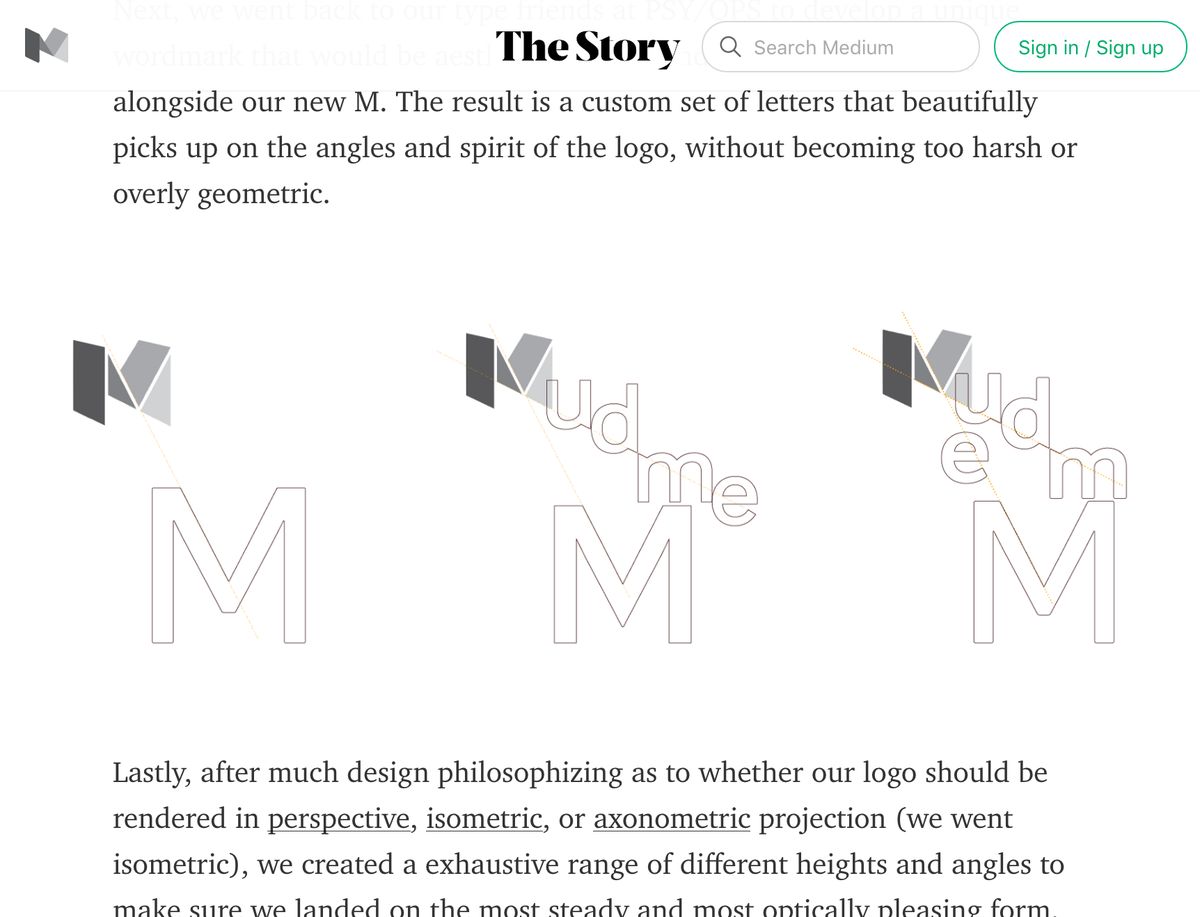 Next, we went back to our type friends at PSY/OPS to develop a unique
wordmark that would be
The Story
Search Medium
Sign in / Sign up
alongside our new M. The result is a custom set of letters that beautifully
picks up on the angles and spirit of the logo, without becoming too harsh or
overly geometric.
M
u
d
m
e
M
u
d
e
m
M
Lastly, after much design philosophizing as to whether our logo should be
rendered in perspective, isometric, or axonometric projection (we went
isometric), we created a exhaustive range of different heights and angles to
make sure we landed on the most steady and most optically pleasing form.